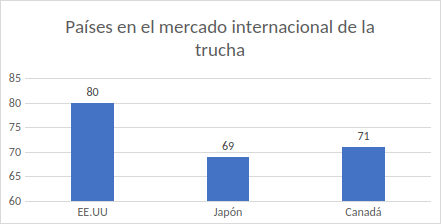 Países en el mercado internacional de la
trucha
85
80
75
70
65
60
80
69
71
EE.UU
Japón
Canadá